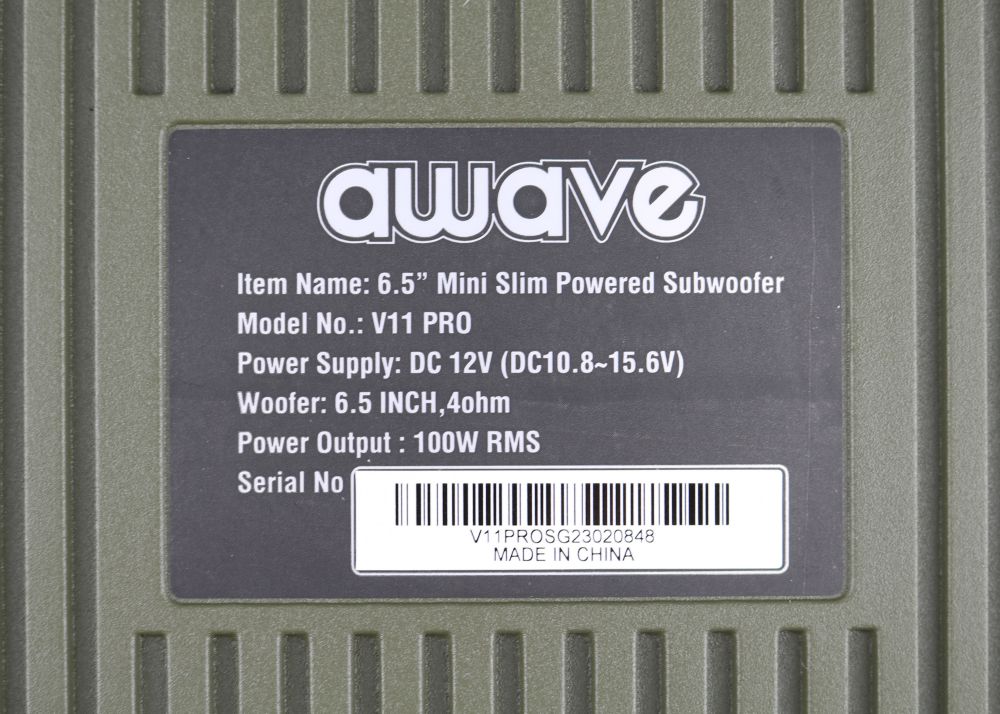 awave
Item Name: 6.5” Mini Slim Powered Subwoofer
Model No.: V11 PRO
Power Supply: DC 12V (DC10.8~15.6V)
Woofer: 6.5 INCH,4ohm
Power Output : 100W RMS
Serial No
V11PROSG23020848
MADE IN CHINA